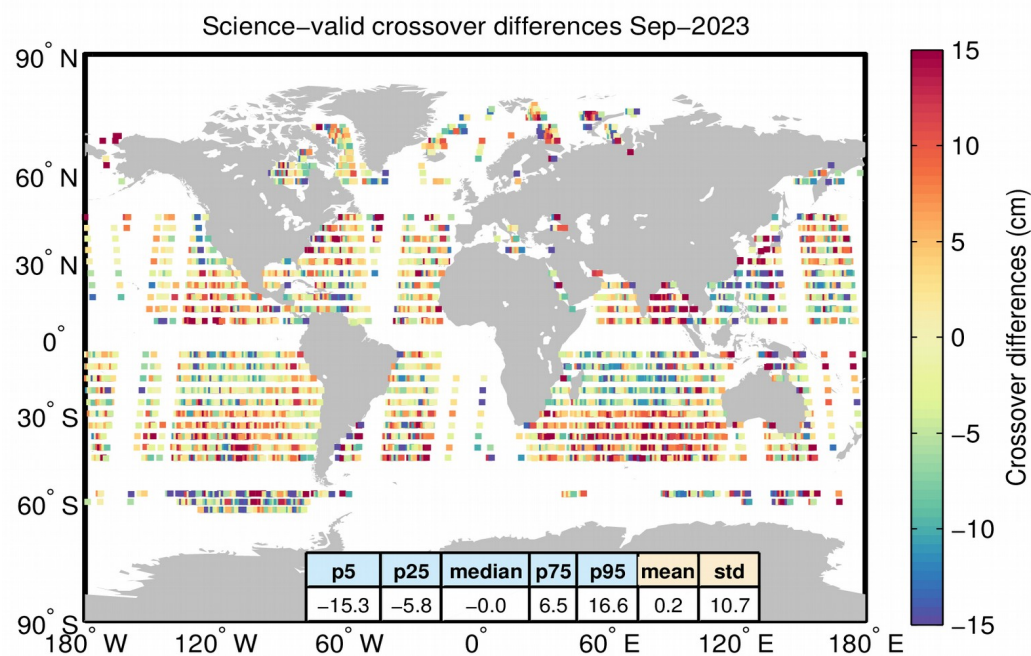 Science−valid crossover differences Sep−2023
90° N
60° N
30° N
0°
30° S
60° S
90° S
180° W
120° W
60° W
0°
60° E
120° E
180° E
p5 p25 median p75 p95 mean std
−15.3 −5.8 −0.0 6.5 16.6 0.2 10.7
15
10
5
0
−5
−10
−15
Crossover differences (cm)